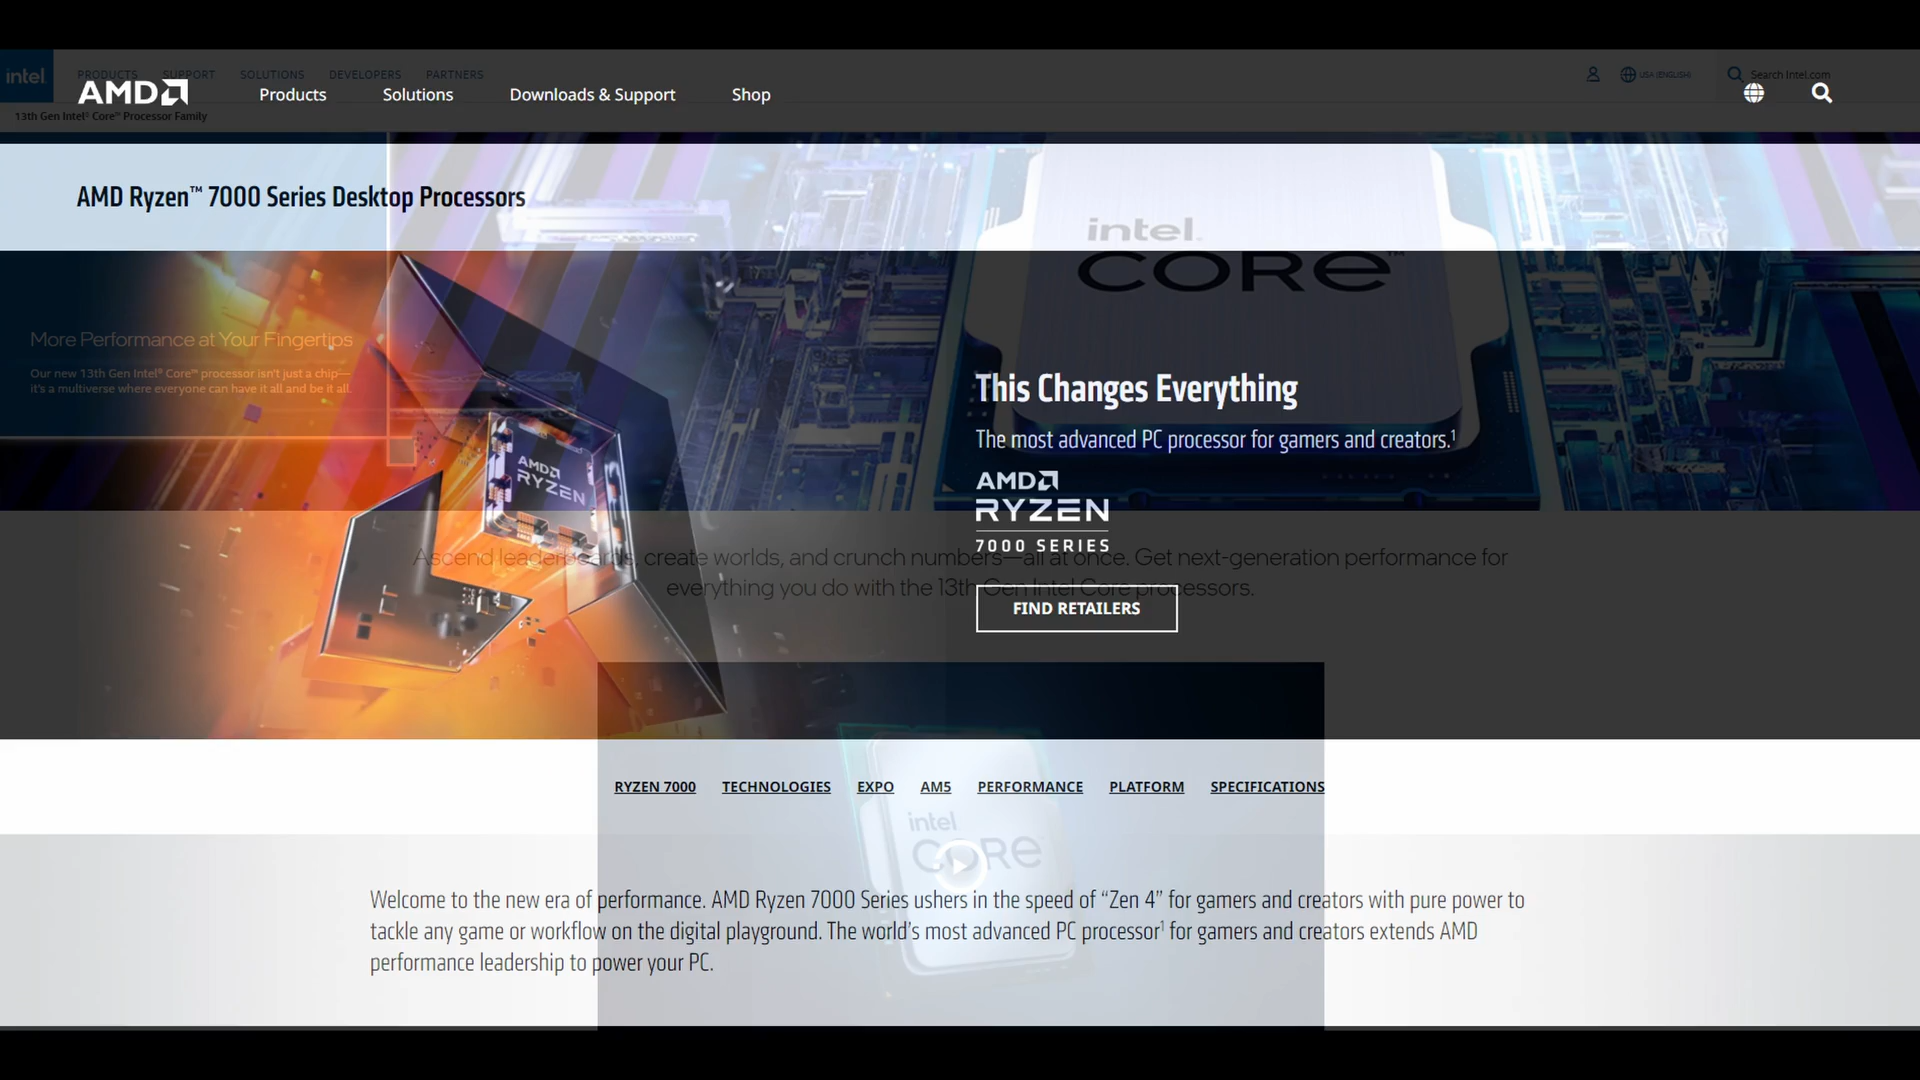 intel
PRODUCTS SUPPORT SOLUTIONS DEVELOPERS PARTNERS
USA (ENGLISH)
Search Intel.com
AMD
Products Solutions Downloads & Support Shop
13th Gen Intel® Core™ Processor Family
AMD Ryzen™ 7000 Series Desktop Processors
intel.
CORE™
More Performance at Your Fingertips
Our new 13th Gen Intel® Core™ processor isn't just a chip—
it's a multiverse where everyone can have it all and be it all.
AMD
RYZEN
This Changes Everything
The most advanced PC processor for gamers and creators.¹
AMD
RYZEN
7000 SERIES
Ascend leaderboards, create worlds, and crunch numbers—all at once. Get next-generation performance for
everything you do with the 13th Gen Intel Core processors.
FIND RETAILERS
RYZEN 7000 TECHNOLOGIES EXPO AM5 PERFORMANCE PLATFORM SPECIFICATIONS
intel.
CORE
Welcome to the new era of performance. AMD Ryzen 7000 Series ushers in the speed of “Zen 4” for gamers and creators with pure power to
tackle any game or workflow on the digital playground. The world’s most advanced PC processor¹ for gamers and creators extends AMD
performance leadership to power your PC.